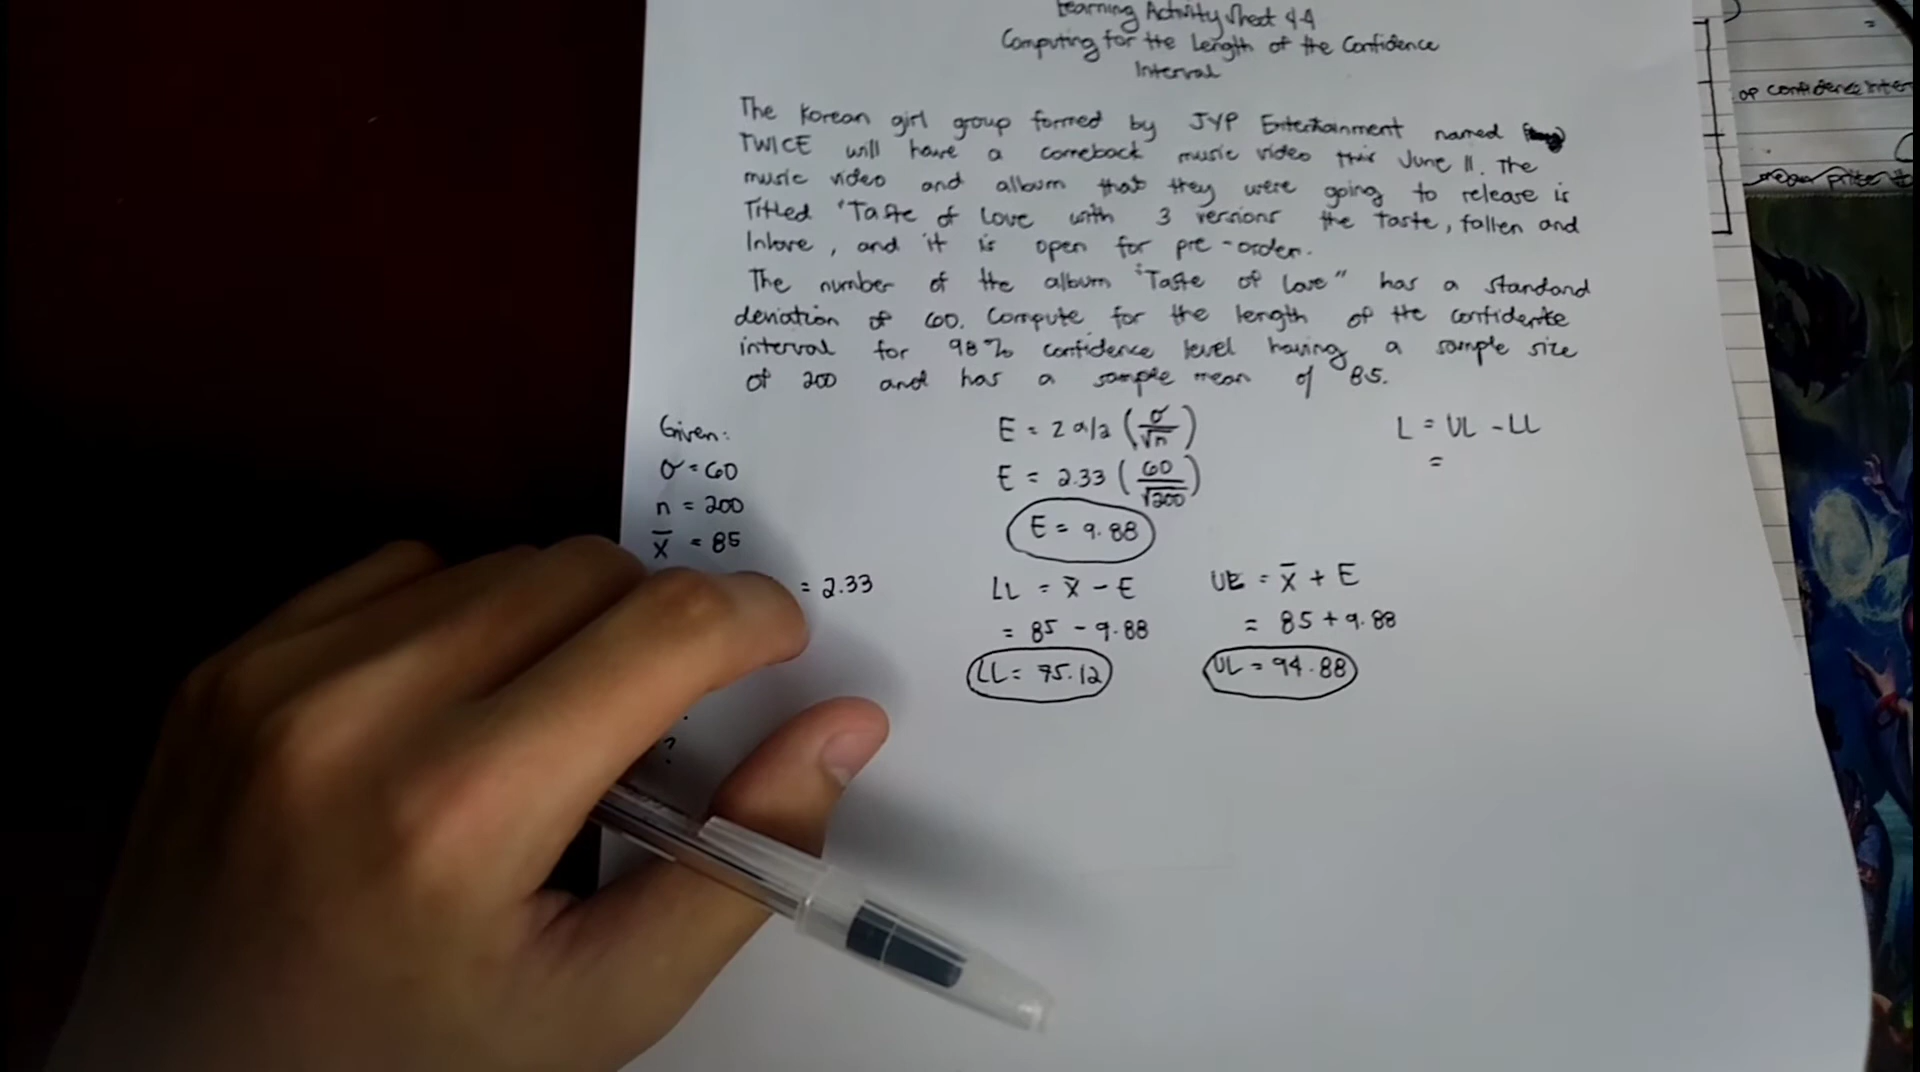 Learning Activity Sheet 4.4
Computing for the Length of the Confidence
Interval
The Korean girl group formed by JYP Entertainment named
TWICE will have a comeback music video this June 11. The
music video and album that they were going to release is
Titled "Taste of Love with 3 versions the Taste, fallen and
Inlove, and it is open for pre-order.
The number of the album "Taste of Love" has a standard
deviation of 60. Compute for the length of the confidence
interval for 98% confidence level having a sample size
of 200 and has a sample mean of 85.
Given:
σ = 60
n = 200
x̄ = 85
= 2.33
?
E = Z α/2 (σ/√n)
E = 2.33 (60/√200)
E = 9.88
LL = x̄ - E
= 85 - 9.88
LL = 75.12
UL = x̄ + E
= 85 + 9.88
UL = 94.88
L = UL - LL
=
of confidence inter